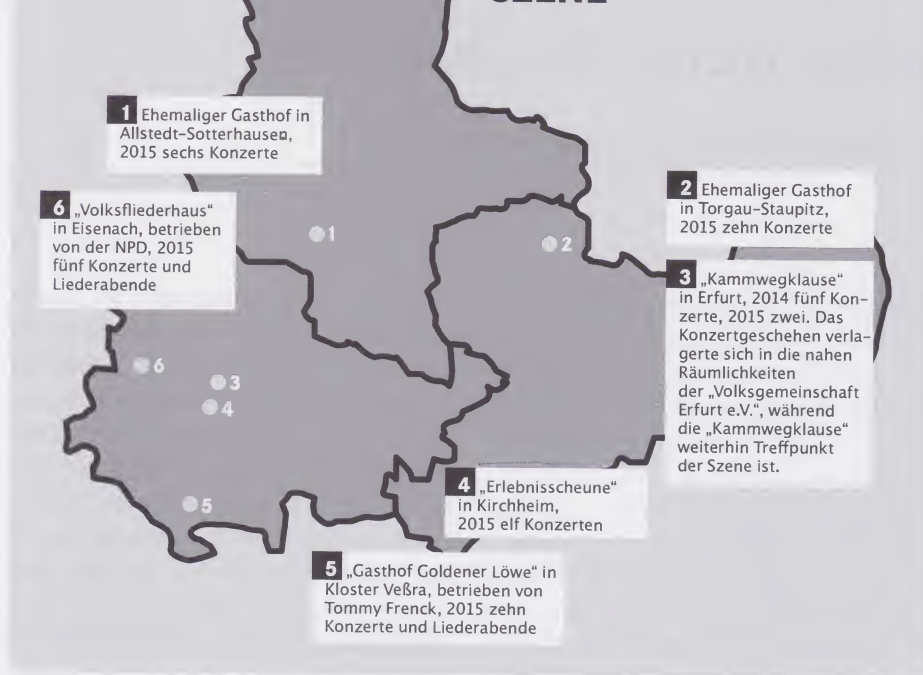 SZENE
1 Ehemaliger Gasthof in
Allstedt-Sotterhausen,
2015 sechs Konzerte
6 „Volksfliederhaus“
in Eisenach, betrieben
von der NPD, 2015
fünf Konzerte und
Liederabende
2 Ehemaliger Gasthof
in Torgau-Staupitz,
2015 zehn Konzerte
3 „Kammwegklause“
in Erfurt, 2014 fünf Kon-
zerte, 2015 zwei. Das
Konzertgeschehen verla-
gerte sich in die nahen
Räumlichkeiten
der „Volksgemeinschaft
Erfurt e.V.“, während
die „Kammwegklause“
weiterhin Treffpunkt
der Szene ist.
1
2
6
3
4
5
4 „Erlebnisscheune“
in Kirchheim,
2015 elf Konzerten
5 „Gasthof Goldener Löwe“ in
Kloster Veßra, betrieben von
Tommy Frenck, 2015 zehn
Konzerte und Liederabende